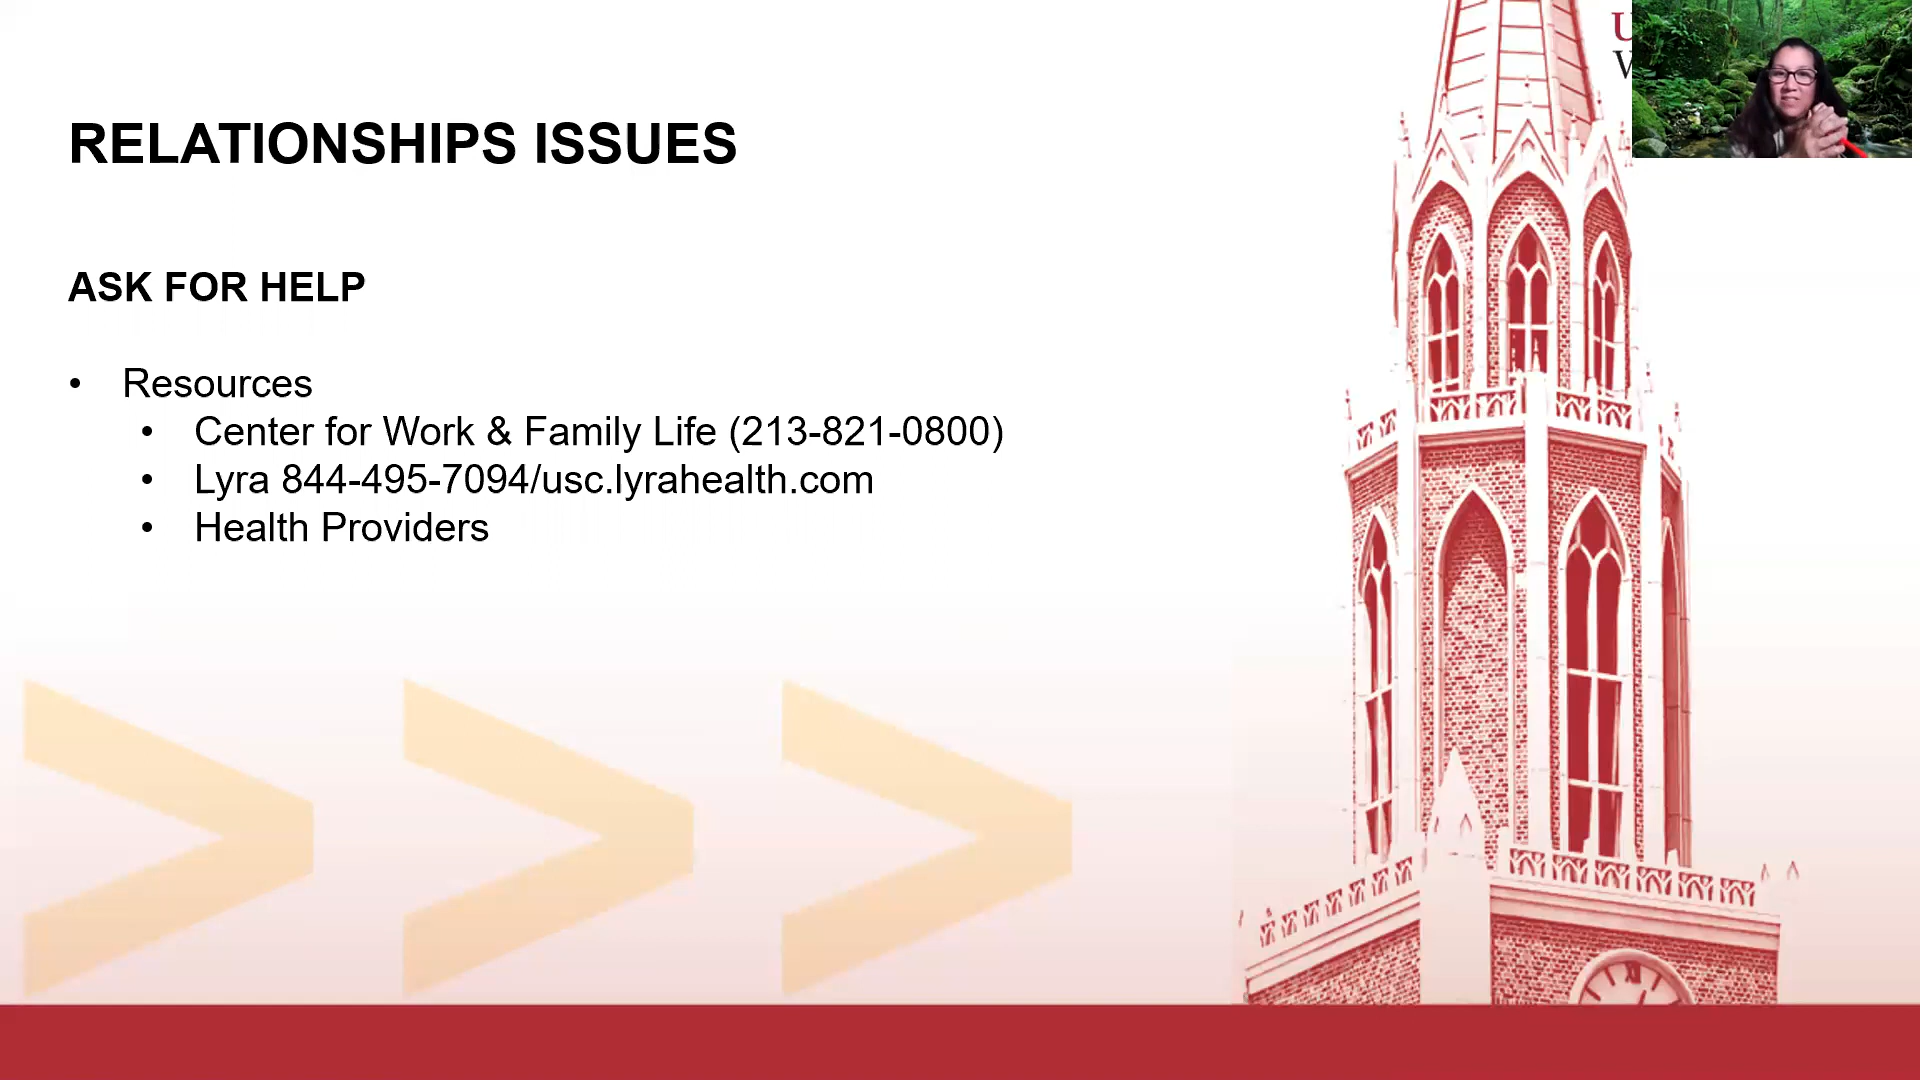 RELATIONSHIPS ISSUES
ASK FOR HELP
• Resources
• Center for Work & Family Life (213-821-0800)
• Lyra 844-495-7094/usc.lyrahealth.com
• Health Providers